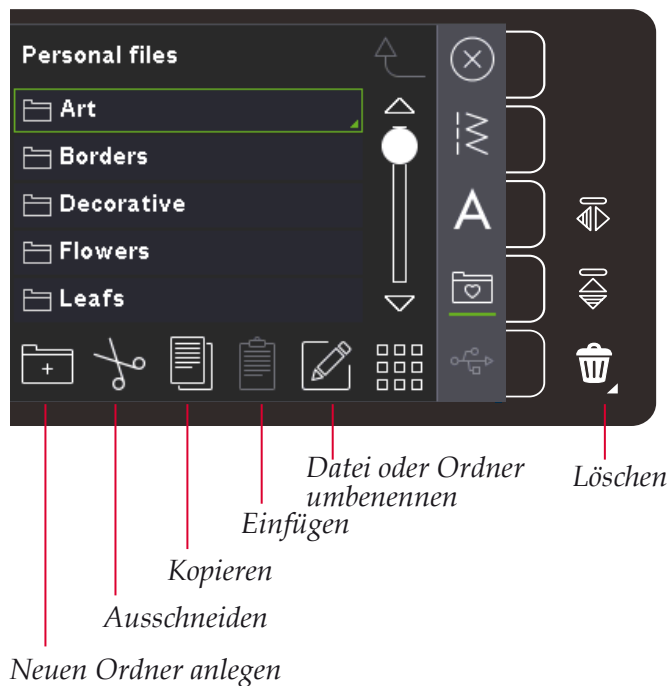 Personal files
Art
Borders
Decorative
A
Flowers
Leafs
Datei oder Ordner
umbenennen
Löschen
Einfügen
Kopieren
Ausschneiden
Neuen Ordner anlegen